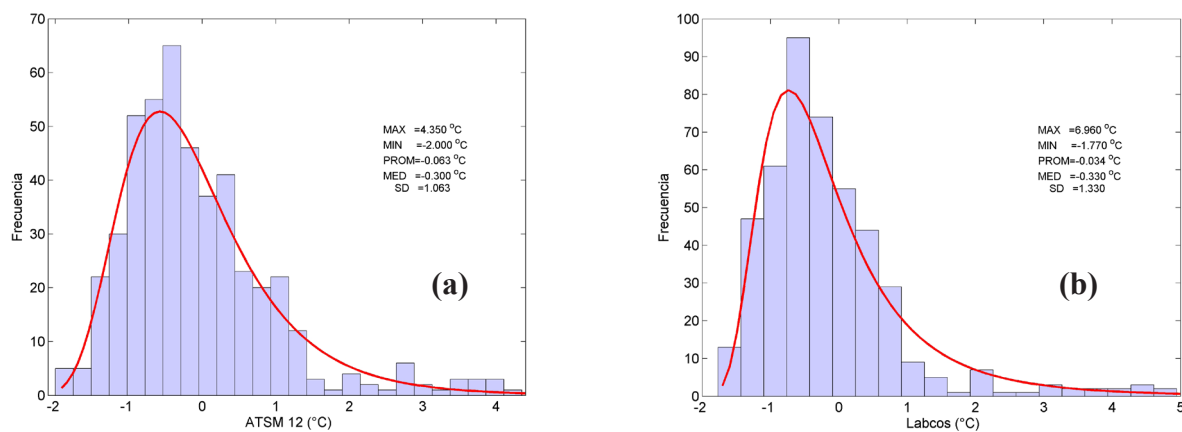 70
60
50
40
30
20
10
0
Frecuencia
-2
-1
0
1
2
3
4
ATSM 12 (°C)
MAX =4.350 °C
MIN =-2.000 °C
PROM=-0.063 °C
MED =-0.300 °C
SD =1.063
(a)
100
90
80
70
60
50
40
30
20
10
0
Frecuencia
-2
-1
0
1
2
3
4
5
Labcos (°C)
MAX =6.960 °C
MIN =-1.770 °C
PROM=-0.034 °C
MED =-0.330 °C
SD =1.330
(b)